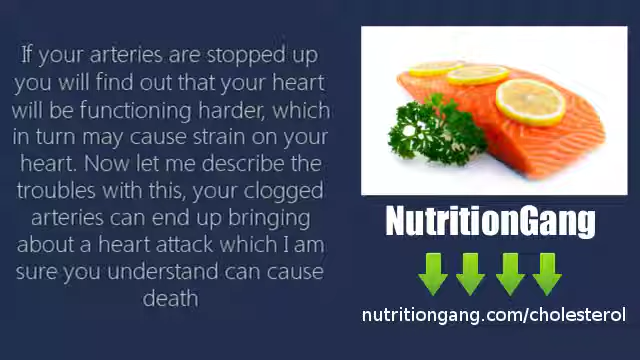 If your arteries are stopped up
you will find out that your heart
will be functioning harder, which
in turn may cause strain on your
heart. Now let me describe the
troubles with this, your clogged
arteries can end up bringing
about a heart attack which I am
sure you understand can cause
death
NutritionGang
nutritiongang.com/cholesterol